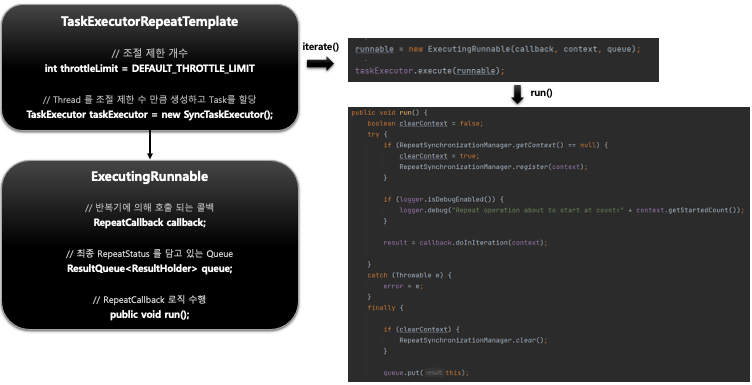 TaskExecutorRepeatTemplate
// 조절 제한 개수
int throttleLimit = DEFAULT_THROTTLE_LIMIT
// Thread 를 조절 제한 수 만큼 생성하고 Task를 할당
TaskExecutor taskExecutor = new SyncTaskExecutor();
ExecutingRunnable
// 반복기에 의해 호출 되는 콜백
RepeatCallback callback;
// 최종 RepeatStatus 를 담고 있는 Queue
ResultQueue<ResultHolder> queue;
// RepeatCallback 로직 수행
public void run();
iterate()
runnable = new ExecutingRunnable(callback, context, queue);
taskExecutor.execute(runnable);
run()
public void run() {
boolean clearContext = false;
try {
if (RepeatSynchronizationManager.getContext() == null) {
clearContext = true;
RepeatSynchronizationManager.register(context);
}
if (logger.isDebugEnabled()) {
logger.debug("Repeat operation about to start at count=" + context.getStartedCount());
}
result = callback.doInIteration(context);
}
catch (Throwable e) {
error = e;
}
finally {
if (clearContext) {
RepeatSynchronizationManager.clear();
}
queue.put( result: this);